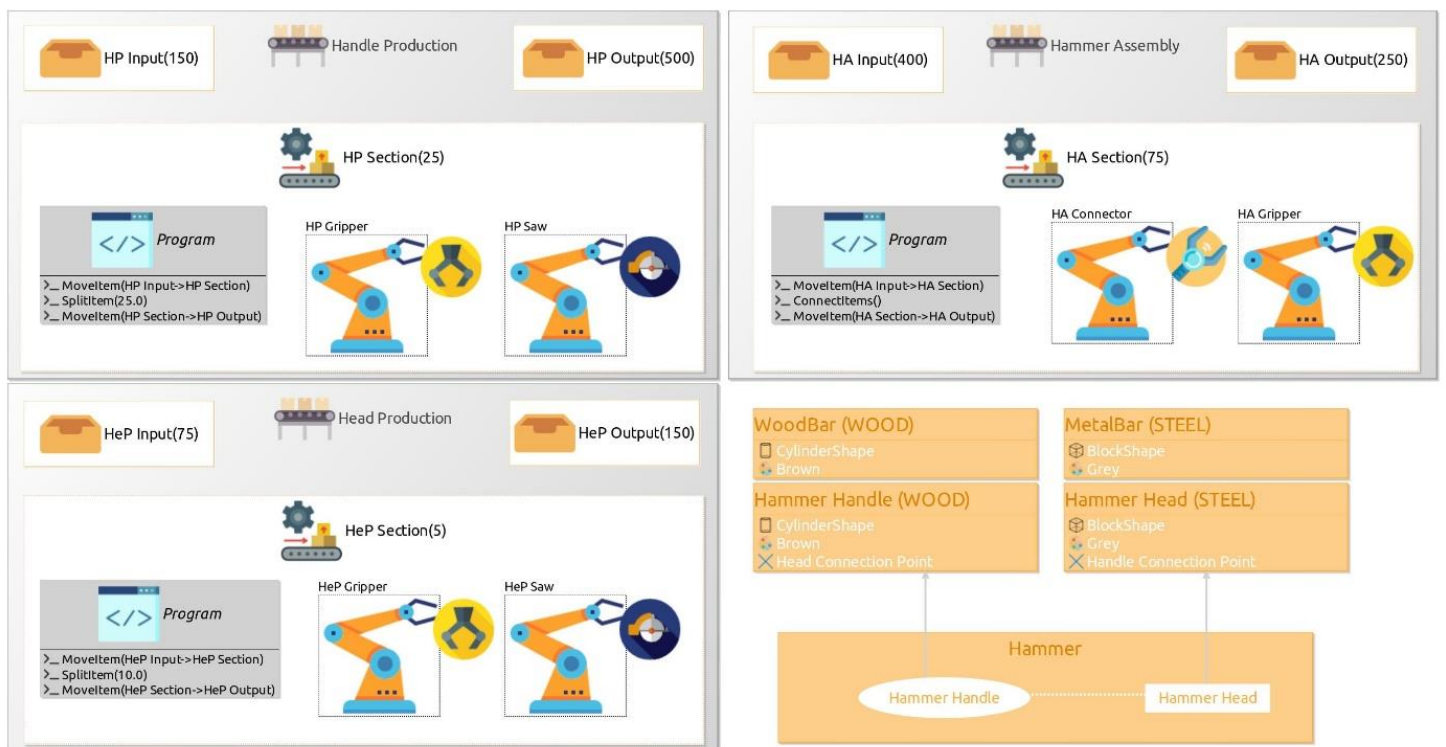 HP Input(150)
Handle Production
HP Output(500)
HP Section(25)
</>
Program
HP Gripper
HP Saw
>_ MoveItem(HP Input->HP Section)
>_ SplitItem(25.0)
>_ MoveItem(HP Section->HP Output)
HA Input(400)
Hammer Assembly
HA Output(250)
HA Section(75)
</>
Program
HA Connector
HA Gripper
>_ MoveItem(HA Input->HA Section)
>_ ConnectItems()
>_ MoveItem(HA Section->HA Output)
HeP Input(75)
Head Production
HeP Output(150)
HeP Section(5)
</>
Program
HeP Gripper
HeP Saw
>_ MoveItem(HeP Input->HeP Section)
>_ SplitItem(10.0)
>_ MoveItem(HeP Section->HeP Output)
WoodBar (WOOD)
CylinderShape
Brown
MetalBar (STEEL)
BlockShape
Grey
Hammer Handle (WOOD)
CylinderShape
Brown
Head Connection Point
Hammer Head (STEEL)
BlockShape
Grey
Handle Connection Point
Hammer
Hammer Handle
Hammer Head